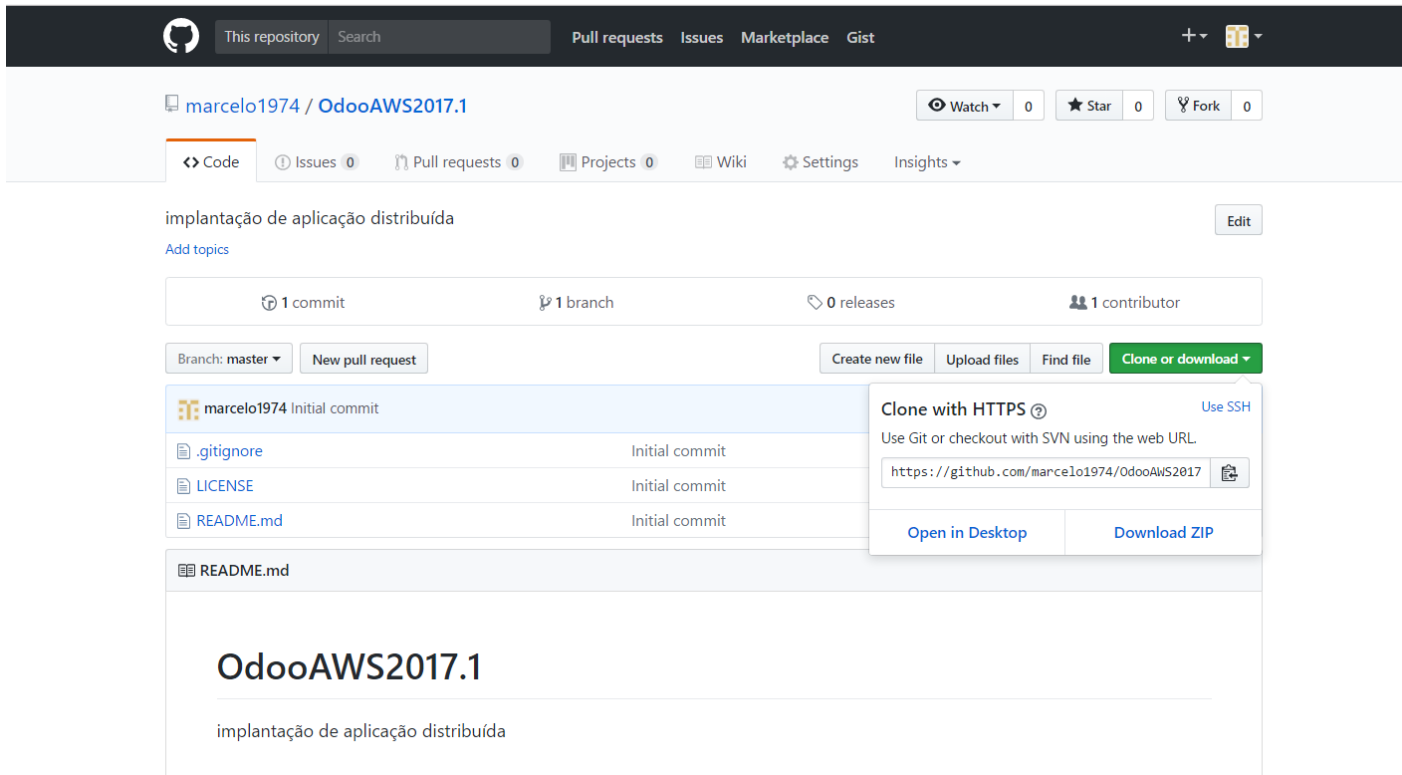 This repository Search Pull requests Issues Marketplace Gist
marcelo1974 / OdooAWS2017.1 Watch 0 Star 0 Fork 0
Code Issues 0 Pull requests 0 Projects 0 Wiki Settings Insights
implantação de aplicação distribuída Edit
Add topics
1 commit 1 branch 0 releases 1 contributor
Branch: master New pull request Create new file Upload files Find file Clone or download
marcelo1974 Initial commit
.gitignore Initial commit
LICENSE Initial commit
README.md Initial commit
Clone with HTTPS ? Use SSH
Use Git or checkout with SVN using the web URL.
https://github.com/marcelo1974/OdooAWS2017
Open in Desktop Download ZIP
README.md
OdooAWS2017.1
implantação de aplicação distribuída